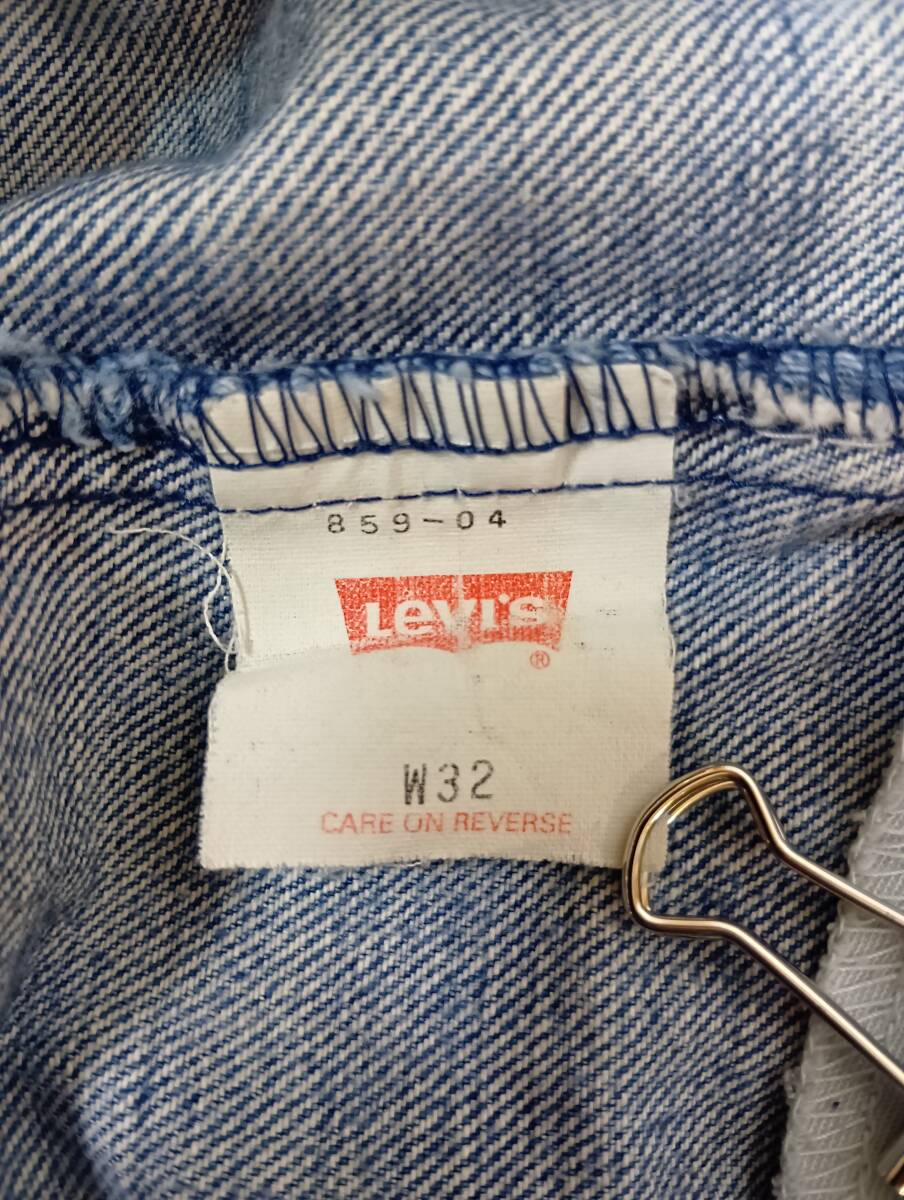 859-04
Levi's
®
W32
CARE ON REVERSE